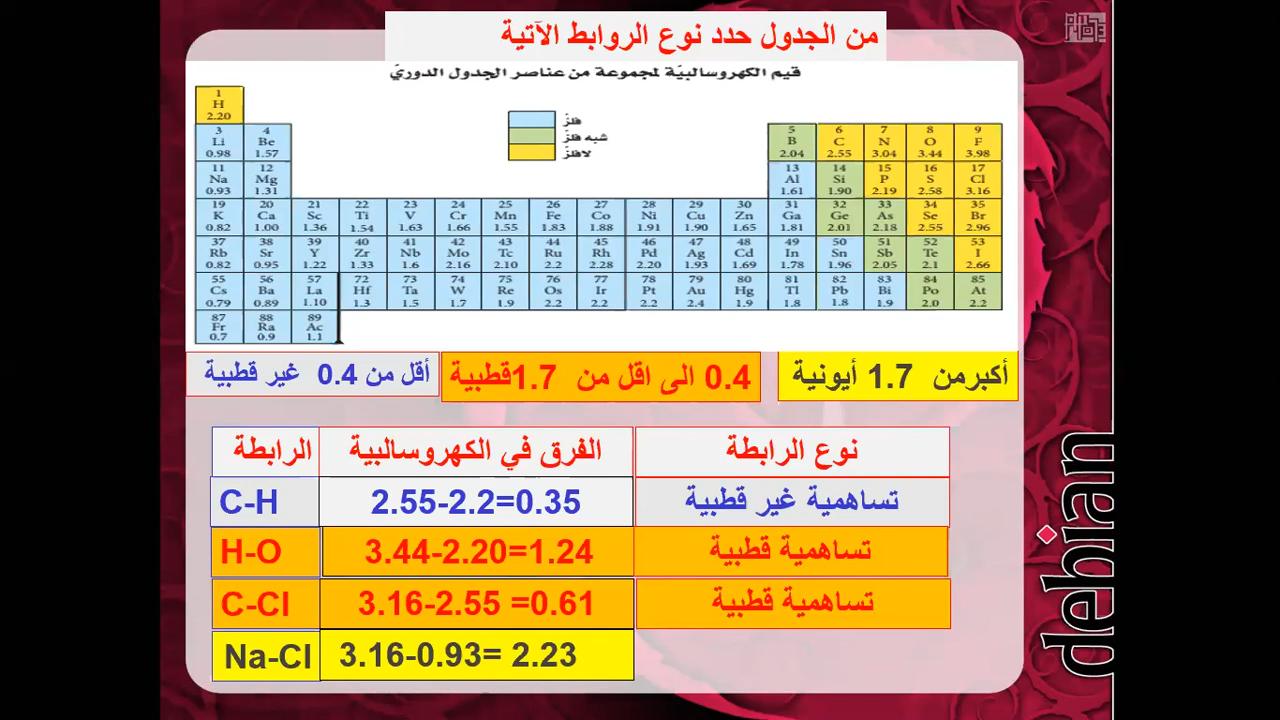 من الجدول حدد نوع الروابط الآتية
قيم الكهروسالبيّة لمجموعة من عناصر الجدول الدوريّ
فلزّ
شبه فلزّ
لافلزّ
1
H
2.20
3 4 5 6 7 8 9
Li Be B C N O F
0.98 1.57 2.04 2.55 3.04 3.44 3.98
11 12 13 14 15 16 17
Na Mg Al Si P S Cl
0.93 1.31 1.61 1.90 2.19 2.58 3.16
19 20 21 22 23 24 25 26 27 28 29 30 31 32 33 34 35
K Ca Sc Ti V Cr Mn Fe Co Ni Cu Zn Ga Ge As Se Br
0.82 1.00 1.36 1.54 1.63 1.66 1.55 1.83 1.88 1.91 1.90 1.65 1.81 2.01 2.18 2.55 2.96
37 38 39 40 41 42 43 44 45 46 47 48 49 50 51 52 53
Rb Sr Y Zr Nb Mo Tc Ru Rh Pd Ag Cd In Sn Sb Te I
0.82 0.95 1.22 1.33 1.6 2.16 2.10 2.2 2.28 2.20 1.93 1.69 1.78 1.96 2.05 2.1 2.66
55 56 57 72 73 74 75 76 77 78 79 80 81 82 83 84 85
Cs Ba La Hf Ta W Re Os Ir Pt Au Hg Tl Pb Bi Po At
0.79 0.89 1.10 1.3 1.5 1.7 1.9 2.2 2.2 2.2 2.4 1.9 1.8 1.8 1.9 2.0 2.2
87 88 89
Fr Ra Ac
0.7 0.9 1.1
أكبرمن 1.7 أيونية
0.4 الى اقل من 1.7قطبية
أقل من 0.4 غير قطبية
نوع الرابطة الفرق في الكهروسالبية الرابطة
C-H 2.55-2.2=0.35 تساهمية غير قطبية
H-O 3.44-2.20=1.24 تساهمية قطبية
C-Cl 3.16-2.55 =0.61 تساهمية قطبية
Na-Cl 3.16-0.93= 2.23
debian